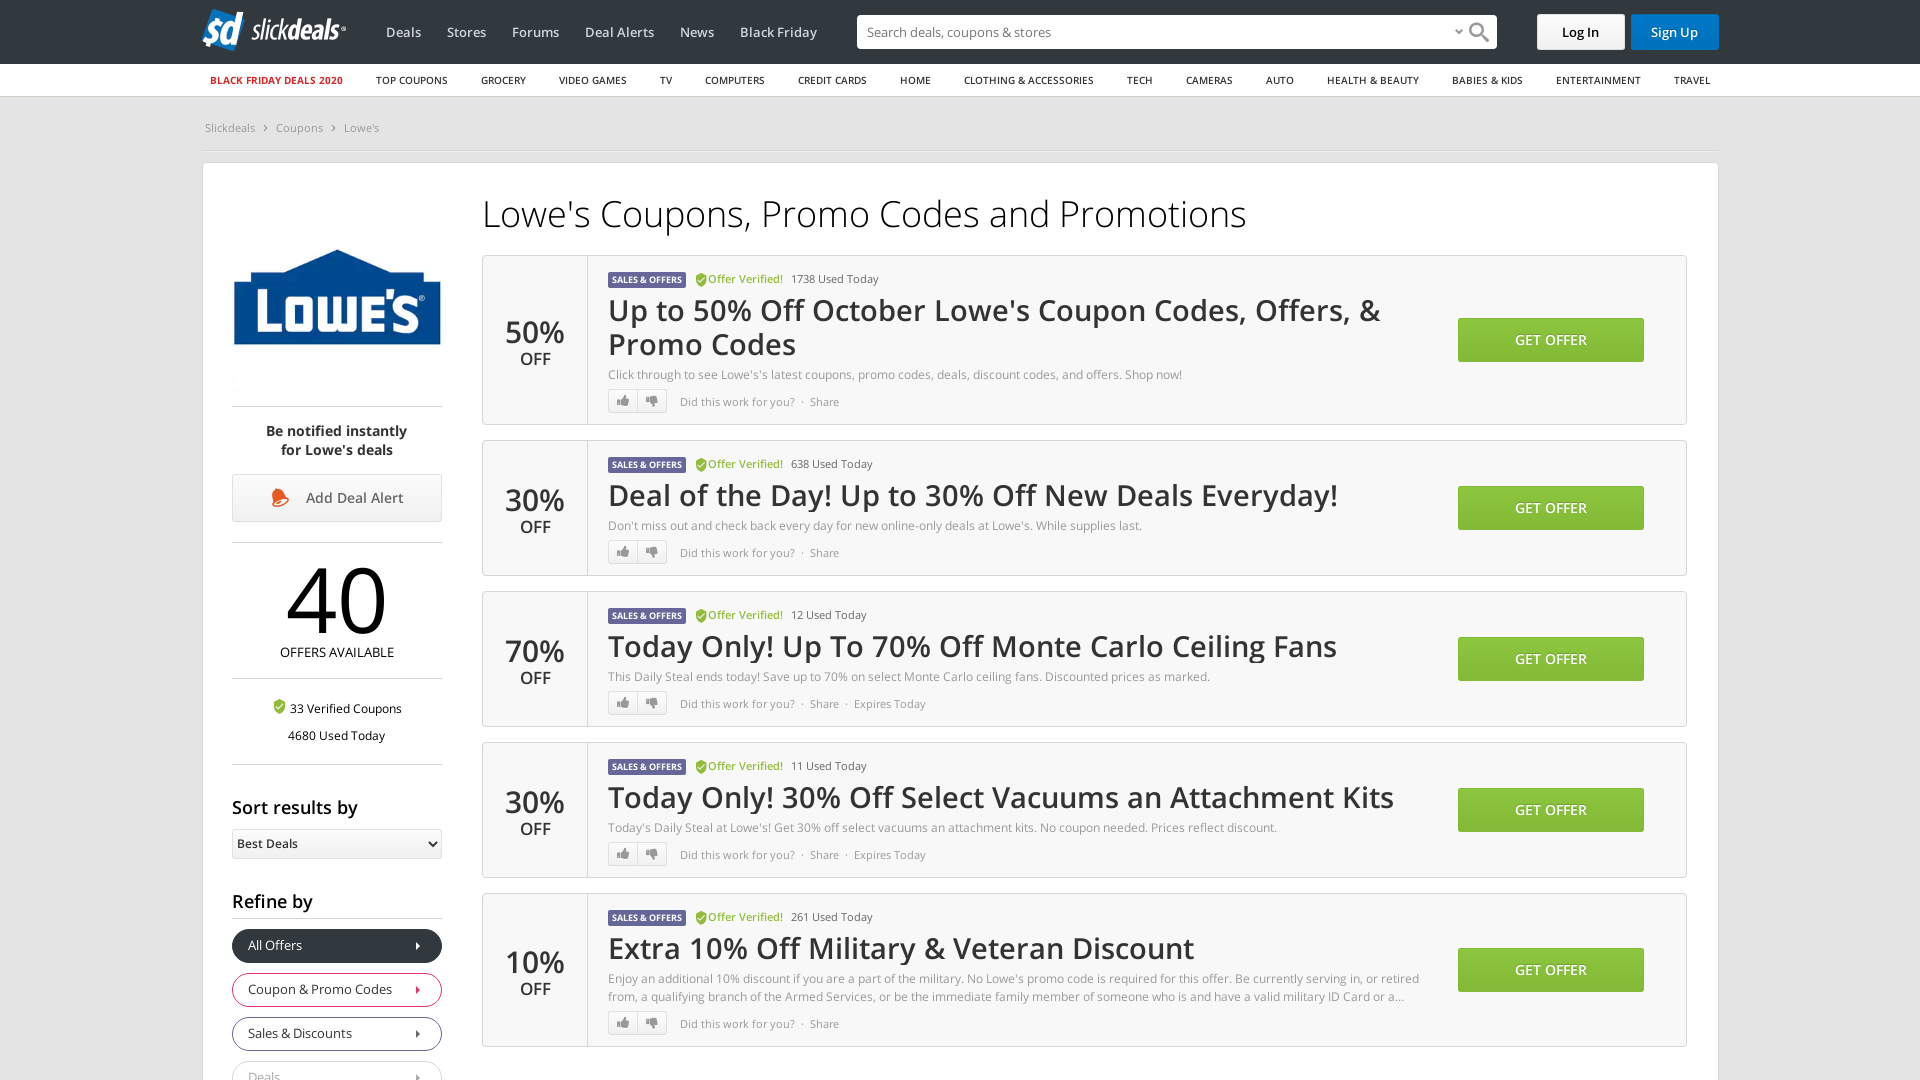 sd slickdeals
Deals Stores Forums Deal Alerts News Black Friday
Search deals, coupons & stores
Log In Sign Up
BLACK FRIDAY DEALS 2020 TOP COUPONS GROCERY VIDEO GAMES TV COMPUTERS CREDIT CARDS HOME CLOTHING & ACCESSORIES TECH CAMERAS AUTO HEALTH & BEAUTY BABIES & KIDS ENTERTAINMENT TRAVEL
Slickdeals › Coupons › Lowe's
Lowe's Coupons, Promo Codes and Promotions
LOWE'S®
Be notified instantly
for Lowe's deals
Add Deal Alert
40
OFFERS AVAILABLE
33 Verified Coupons
4680 Used Today
Sort results by
Best Deals
Refine by
All Offers
Coupon & Promo Codes
Sales & Discounts
Deals
50%
OFF
SALES & OFFERS Offer Verified! 1738 Used Today
Up to 50% Off October Lowe's Coupon Codes, Offers, &
Promo Codes
Click through to see Lowe's's latest coupons, promo codes, deals, discount codes, and offers. Shop now!
Did this work for you? · Share
GET OFFER
30%
OFF
SALES & OFFERS Offer Verified! 638 Used Today
Deal of the Day! Up to 30% Off New Deals Everyday!
Don't miss out and check back every day for new online-only deals at Lowe's. While supplies last.
Did this work for you? · Share
GET OFFER
70%
OFF
SALES & OFFERS Offer Verified! 12 Used Today
Today Only! Up To 70% Off Monte Carlo Ceiling Fans
This Daily Steal ends today! Save up to 70% on select Monte Carlo ceiling fans. Discounted prices as marked.
Did this work for you? · Share · Expires Today
GET OFFER
30%
OFF
SALES & OFFERS Offer Verified! 11 Used Today
Today Only! 30% Off Select Vacuums an Attachment Kits
Today's Daily Steal at Lowe's! Get 30% off select vacuums an attachment kits. No coupon needed. Prices reflect discount.
Did this work for you? · Share · Expires Today
GET OFFER
10%
OFF
SALES & OFFERS Offer Verified! 261 Used Today
Extra 10% Off Military & Veteran Discount
Enjoy an additional 10% discount if you are a part of the military. No Lowe's promo code is required for this offer. Be currently serving in, or retired
from, a qualifying branch of the Armed Services, or be the immediate family member of someone who is and have a valid military ID Card or a...
Did this work for you? · Share
GET OFFER